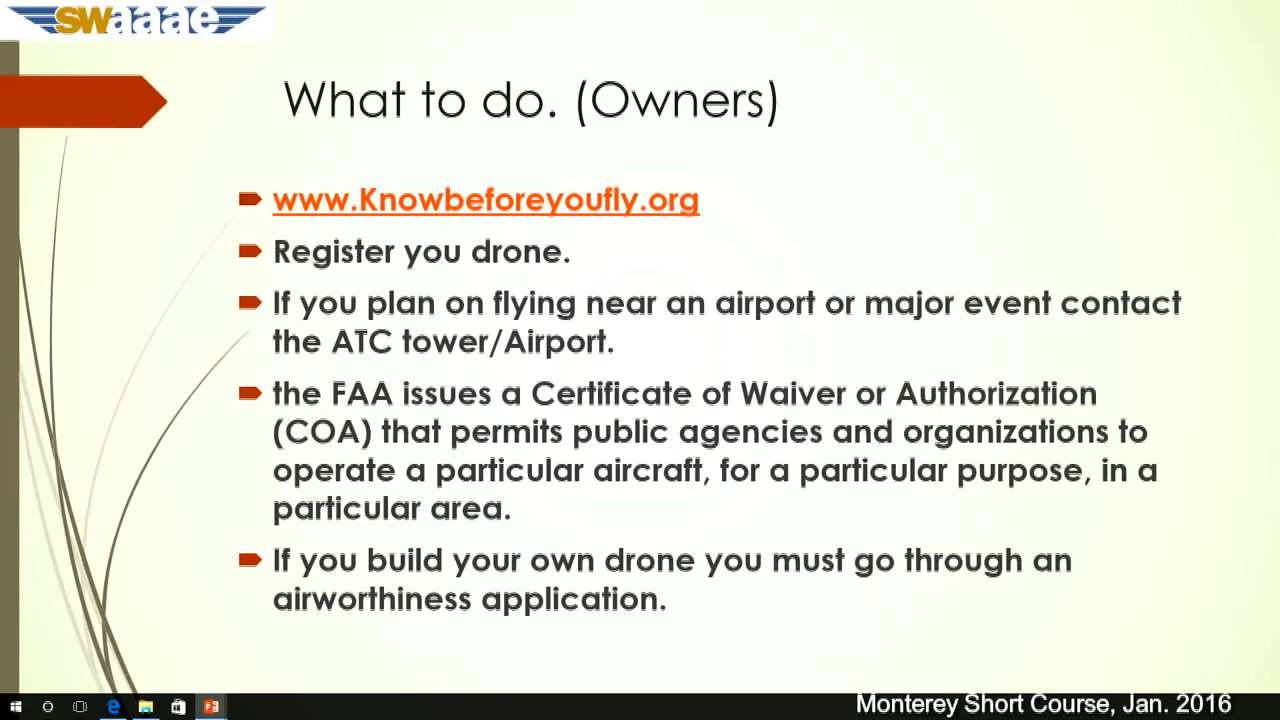 swaaae
What to do. (Owners)
www.Knowbeforeyoufly.org
Register you drone.
If you plan on flying near an airport or major event contact
the ATC tower/Airport.
the FAA issues a Certificate of Waiver or Authorization
(COA) that permits public agencies and organizations to
operate a particular aircraft, for a particular purpose, in a
particular area.
If you build your own drone you must go through an
airworthiness application.
Monterey Short Course, Jan. 2016